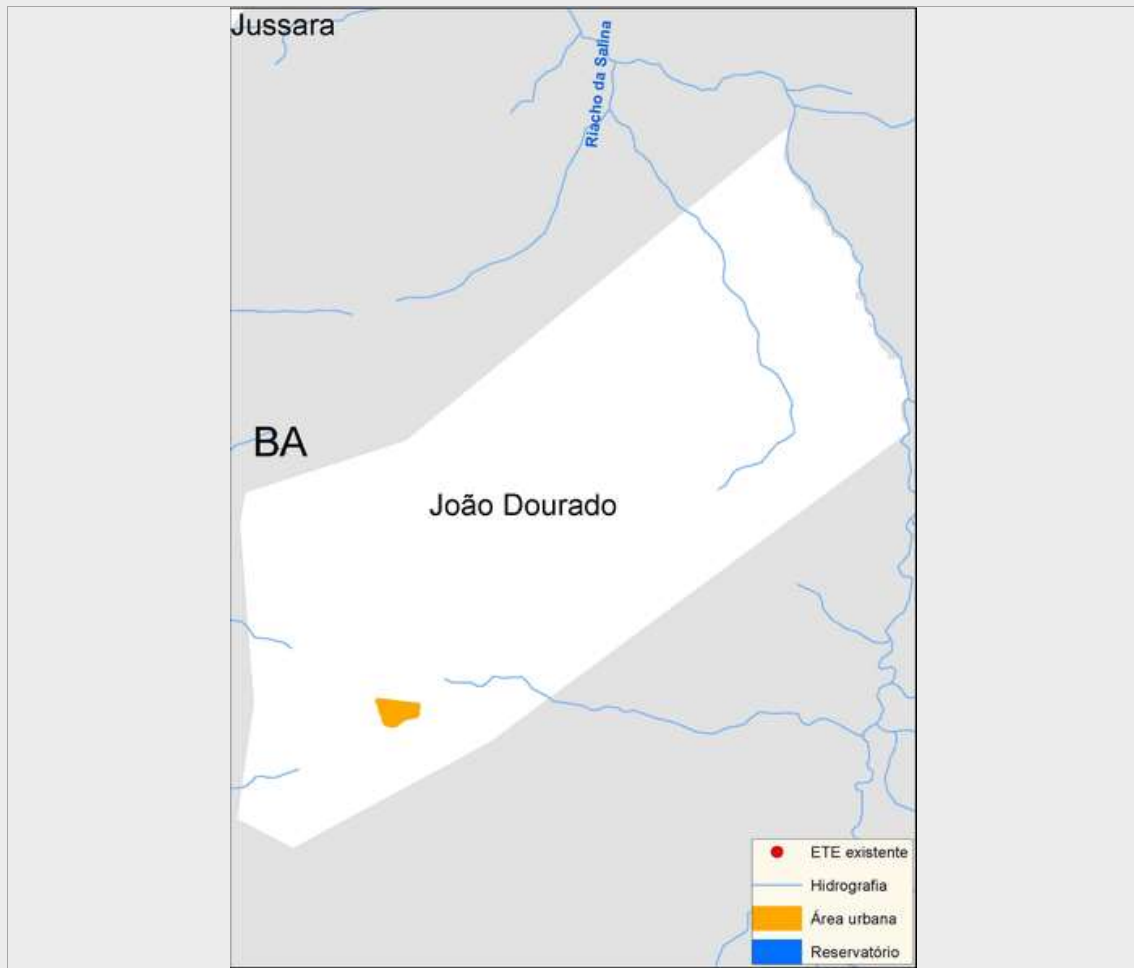 Jussara
Riacho da Salina
BA
João Dourado
ETE existente
Hidrografia
Área urbana
Reservatório